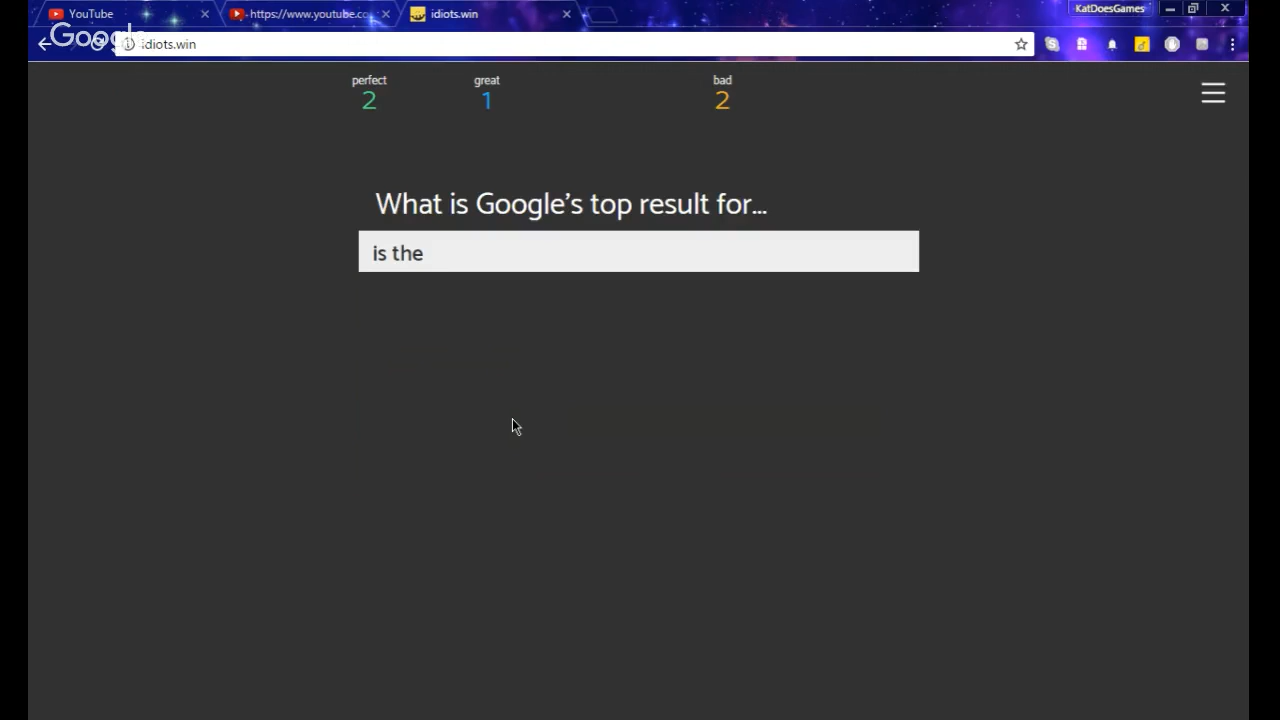 YouTube
https://www.youtube.cc
idiots.win
KatDoesGames
Google
idiots.win
perfect
great
bad
2
1
2
What is Google's top result for...
is the